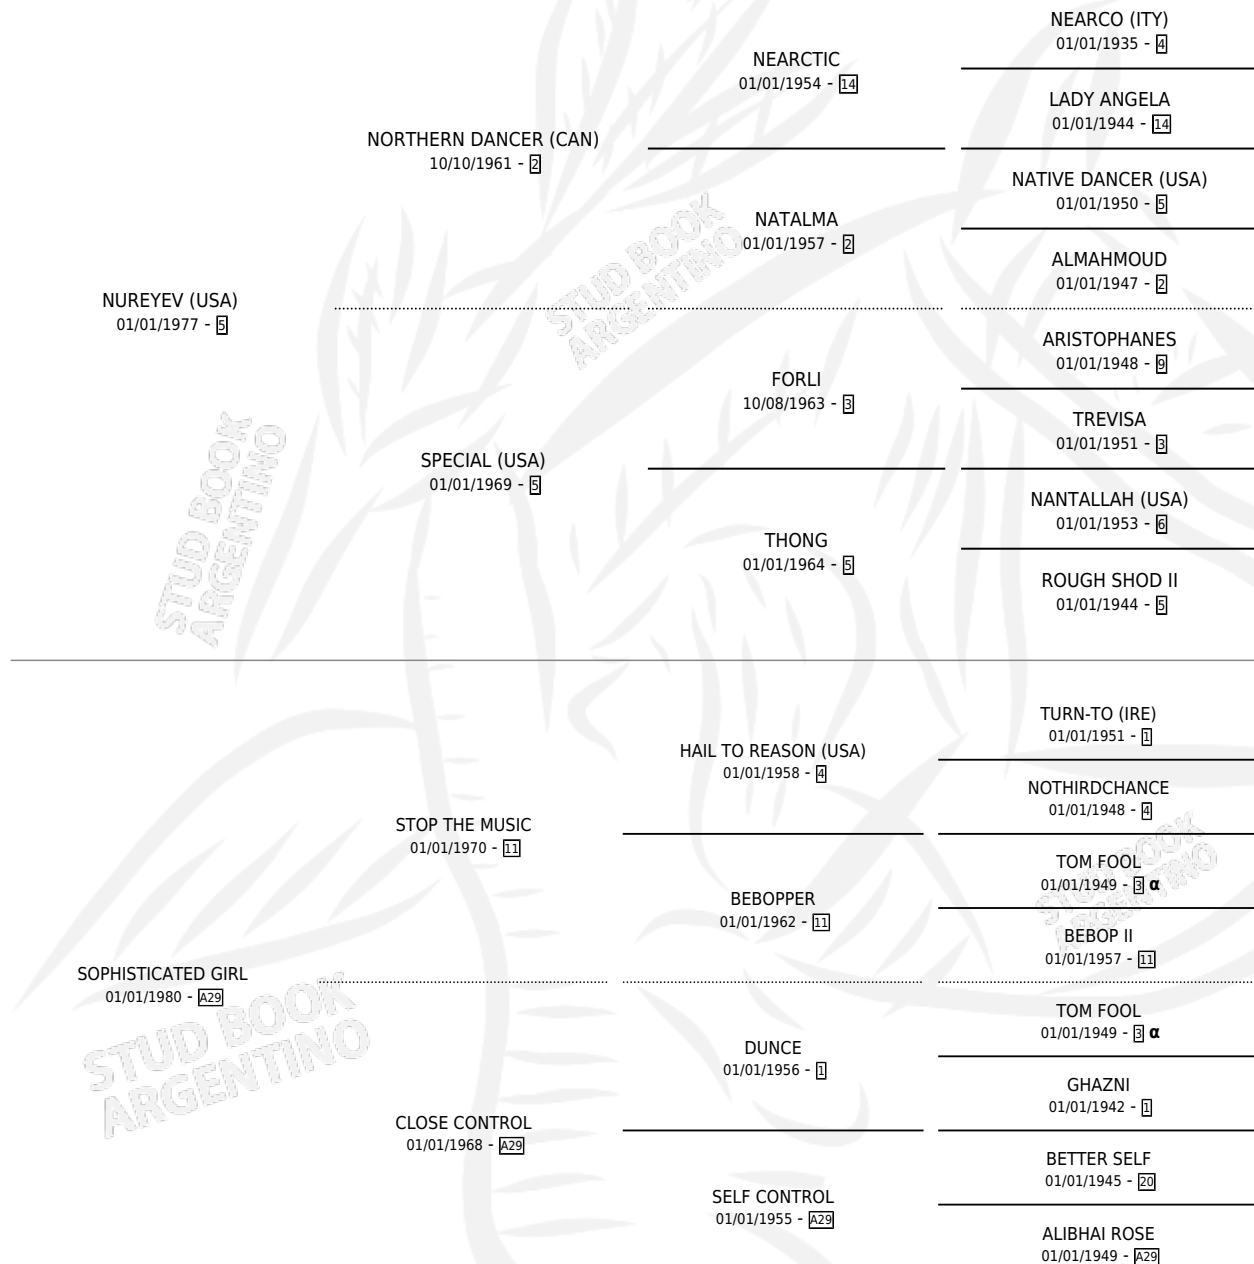 NEARCO (ITY)
01/01/1935 - 4
NEARCTIC
01/01/1954 - 14
LADY ANGELA
01/01/1944 - 14
NORTHERN DANCER (CAN)
10/10/1961 - 2
NATIVE DANCER (USA)
01/01/1950 - 5
NATALMA
01/01/1957 - 2
ALMAHMOUD
01/01/1947 - 2
NUREYEV (USA)
01/01/1977 - 5
ARISTOPHANES
01/01/1948 - 9
FORLI
10/08/1963 - 3
TREVISA
01/01/1951 - 3
SPECIAL (USA)
01/01/1969 - 5
NANTALLAH (USA)
01/01/1953 - 6
THONG
01/01/1964 - 5
ROUGH SHOD II
01/01/1944 - 5
TURN-TO (IRE)
01/01/1951 - 1
HAIL TO REASON (USA)
01/01/1958 - 4
NOTHIRDCHANCE
01/01/1948 - 4
STOP THE MUSIC
01/01/1970 - 11
TOM FOOL
01/01/1949 - 3 α
BEBOPPER
01/01/1962 - 11
BEBOP II
01/01/1957 - 11
SOPHISTICATED GIRL
01/01/1980 - A29
TOM FOOL
01/01/1949 - 3 α
DUNCE
01/01/1956 - 1
GHAZNI
01/01/1942 - 1
CLOSE CONTROL
01/01/1968 - A29
BETTER SELF
01/01/1945 - 20
SELF CONTROL
01/01/1955 - A29
ALIBHAI ROSE
01/01/1949 - A29
STUD BOOK
ARGENTINO
STUD BOOK
ARGENTINO
STUD BOOK
ARGENTINO
STUD BOOK
ARGENTINO